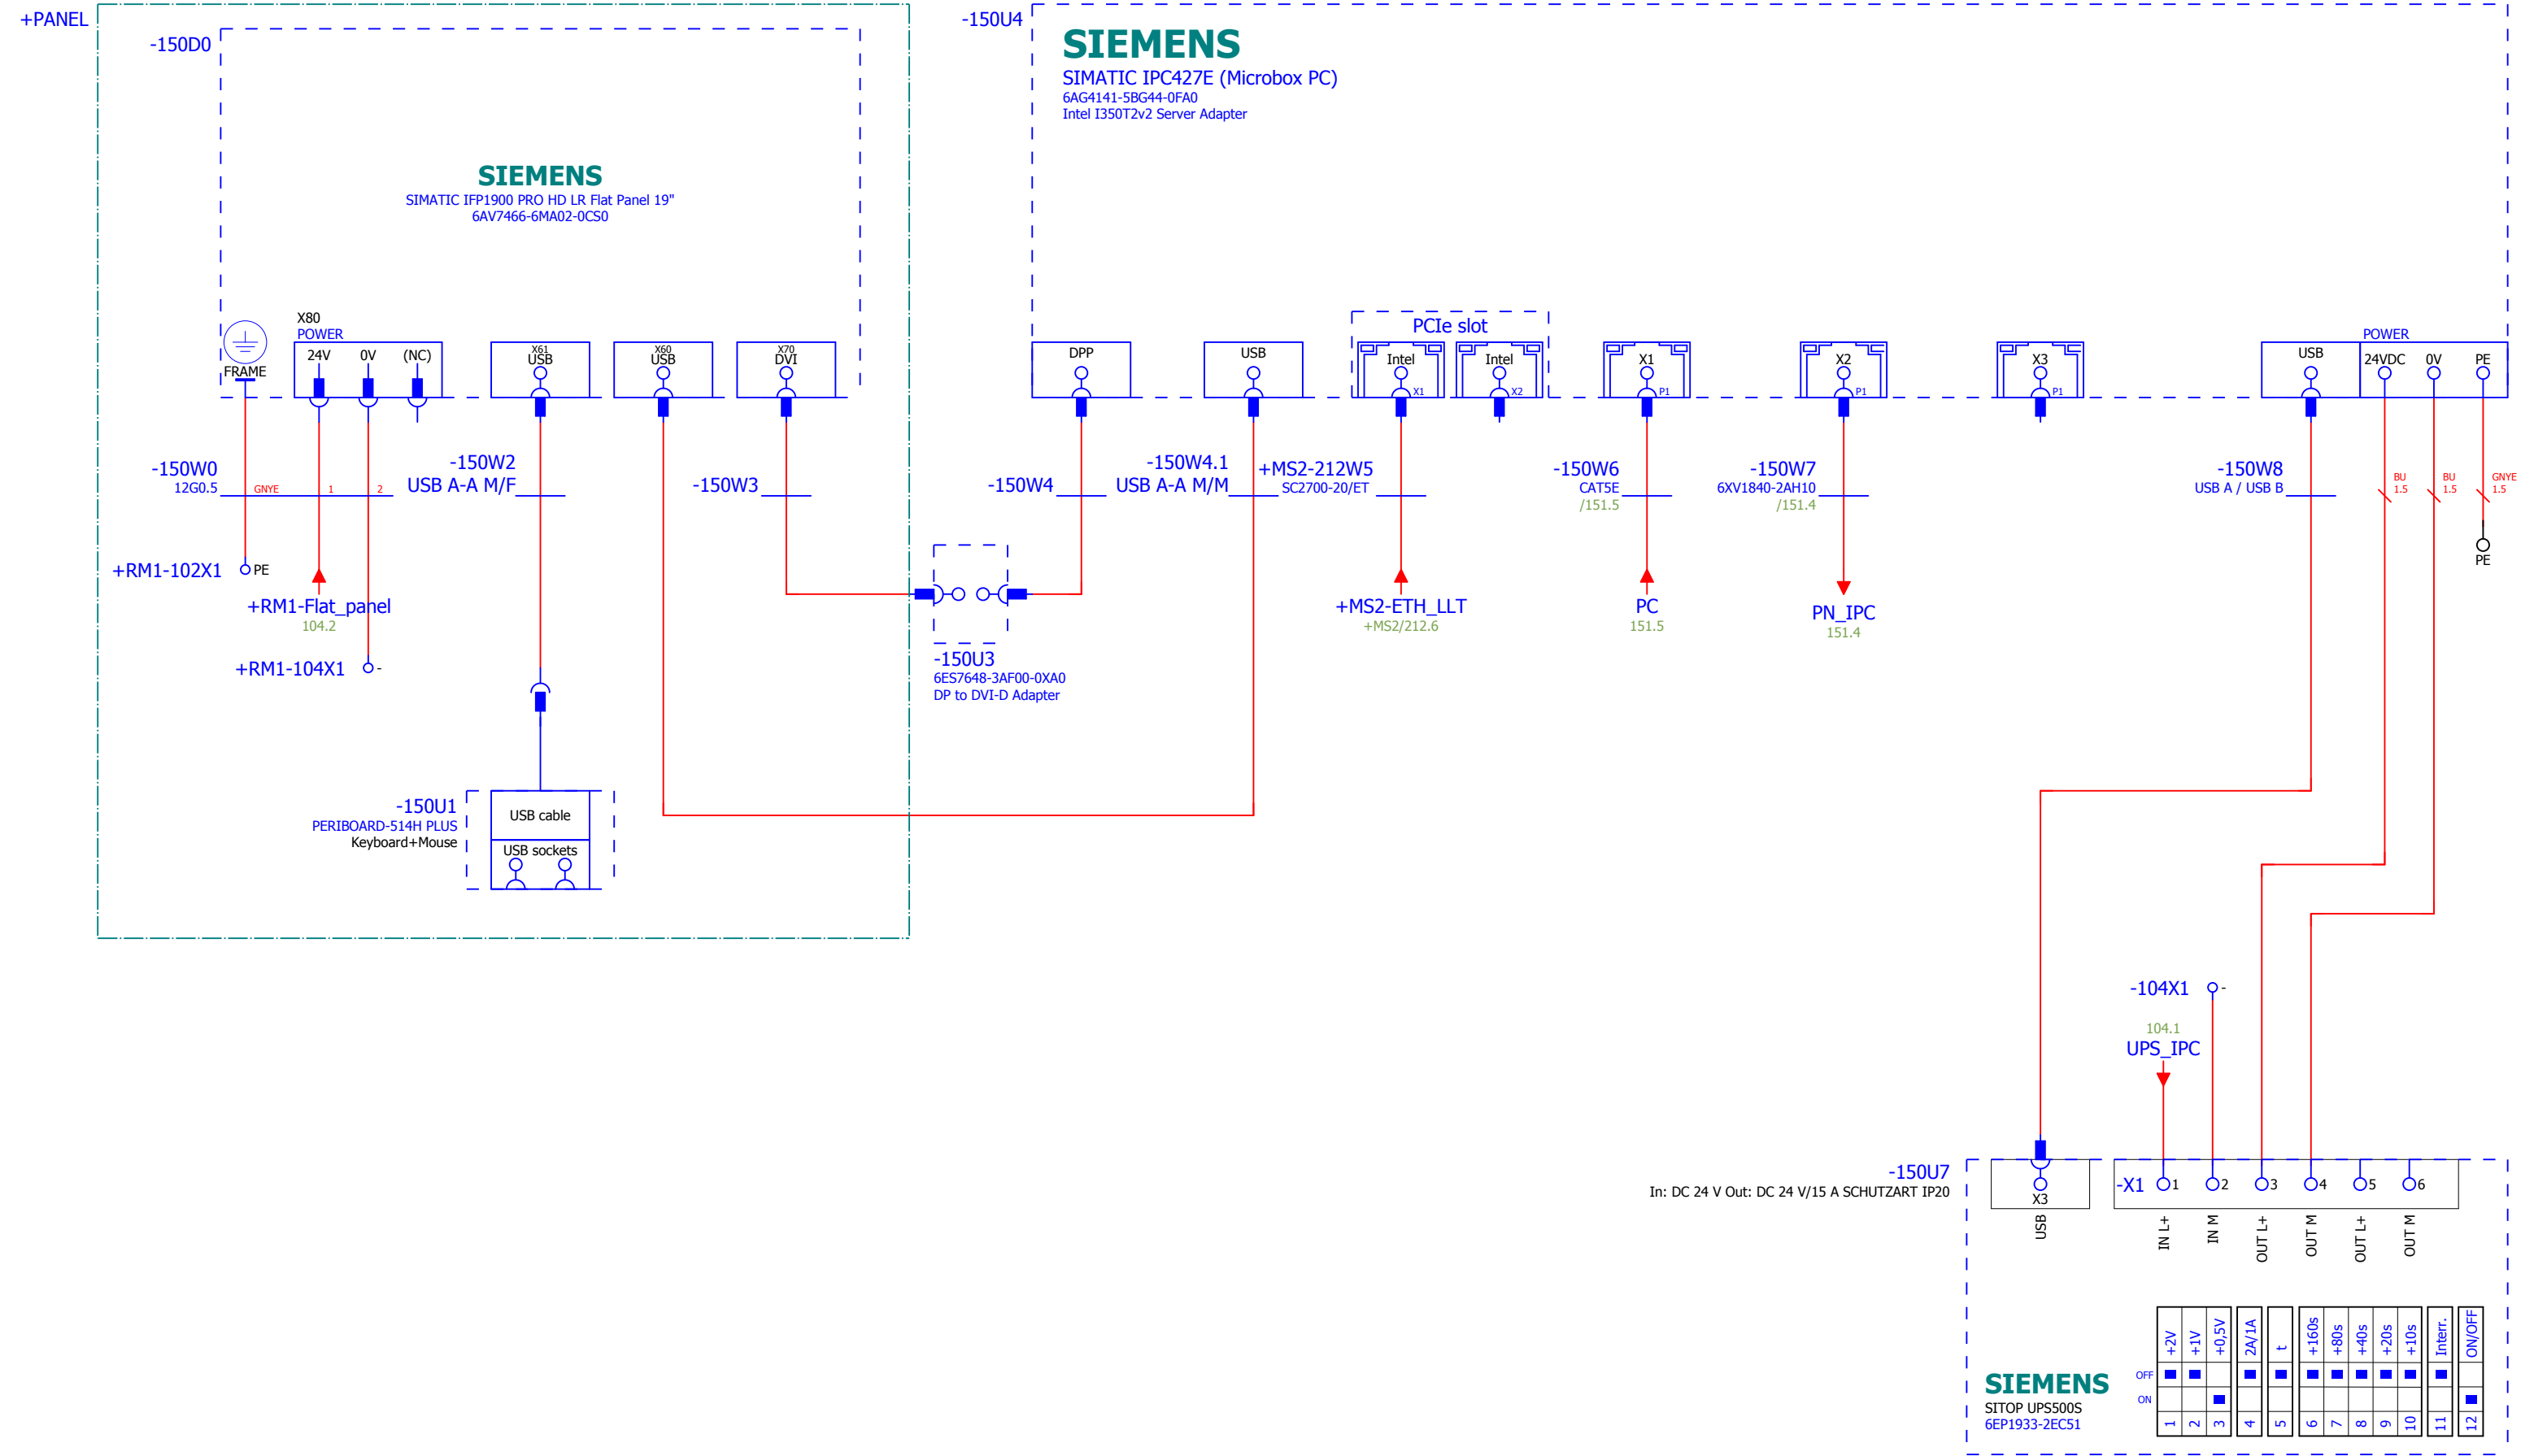 +PANEL
-150D0
SIEMENS
SIMATIC IFP1900 PRO HD LR Flat Panel 19"
6AV7466-6MA02-0CS0
FRAME
X80
POWER
24V
0V
(NC)
X61
USB
X60
USB
X70
DVI
-150W0
12G0.5
GNYE
1
2
-150W2
USB A-A M/F
-150W3
+RM1-102X1
PE
+RM1-Flat_panel
104.2
+RM1-104X1
-
-150U1
PERIBOARD-514H PLUS
Keyboard+Mouse
USB cable
USB sockets
-150U4
SIEMENS
SIMATIC IPC427E (Microbox PC)
6AG4141-5BG44-0FA0
Intel I350T2v2 Server Adapter
DPP
USB
PCIe slot
Intel
X1
Intel
X2
X1
P1
X2
P1
X3
P1
USB
POWER
24VDC
0V
PE
-150W4
-150W4.1
USB A-A M/M
+MS2-212W5
SC2700-20/ET
-150W6
CAT5E
/151.5
-150W7
6XV1840-2AH10
/151.4
-150W8
USB A / USB B
BU
1.5
BU
1.5
GNYE
1.5
PE
-150U3
6ES7648-3AF00-0XA0
DP to DVI-D Adapter
+MS2-ETH_LLT
+MS2/212.6
PC
151.5
PN_IPC
151.4
-104X1
-
104.1
UPS_IPC
-150U7
In: DC 24 V Out: DC 24 V/15 A SCHUTZART IP20
X3
USB
-X1
1
2
3
4
5
6
IN L+
IN M
OUT L+
OUT M
OUT L+
OUT M
SIEMENS
SITOP UPS500S
6EP1933-2EC51
OFF
ON
+2V
+1V
+0,5V
2A/1A
t
+160s
+80s
+40s
+20s
+10s
Interr.
ON/OFF
1
2
3
4
5
6
7
8
9
10
11
12